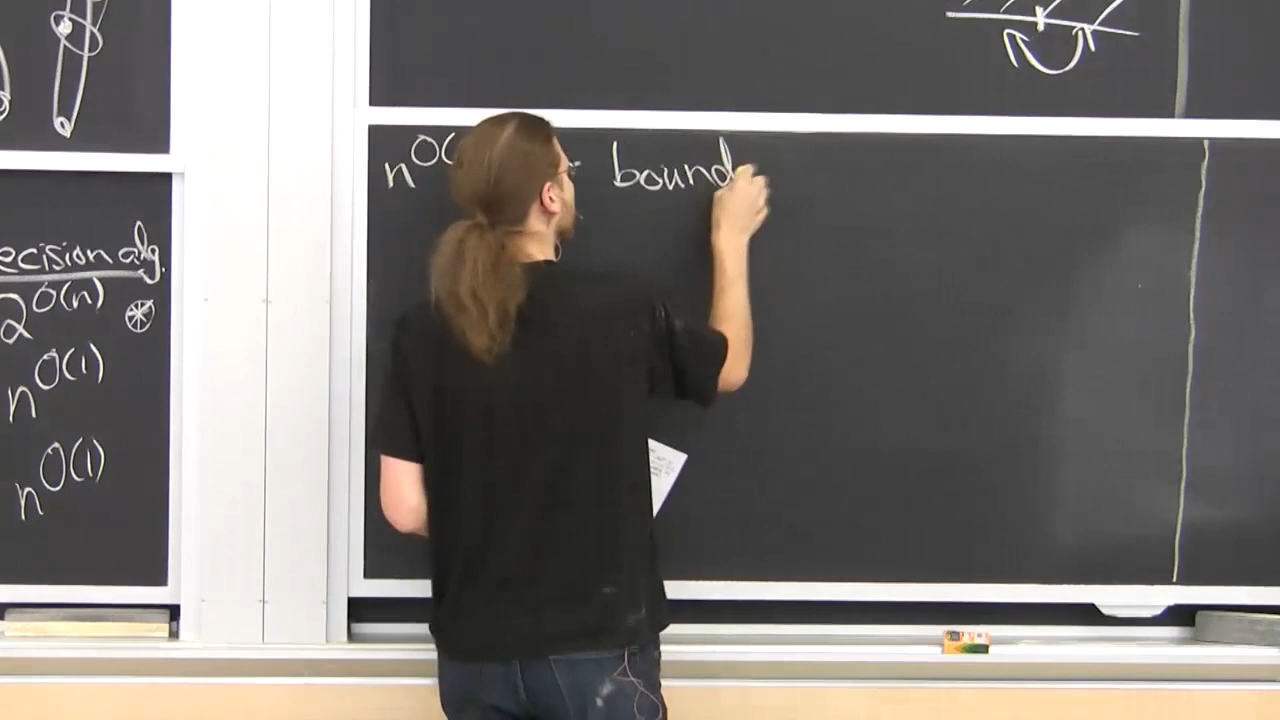 ecision alg.
2^O(n) ⊛
n^O(1)
n^O(1)
n^O( bound